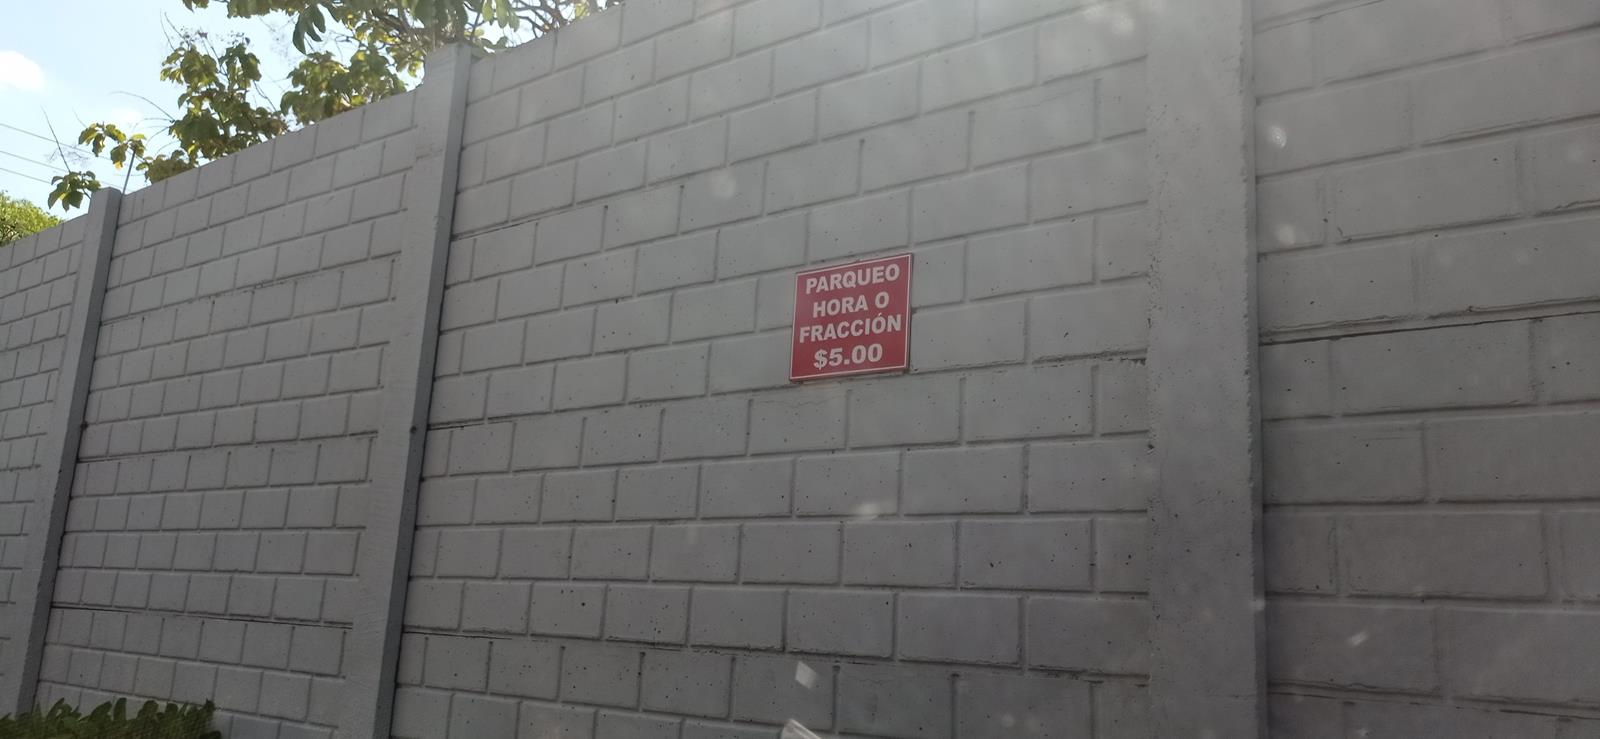 PARQUEO
HORA O
FRACCIÓN
$5.00